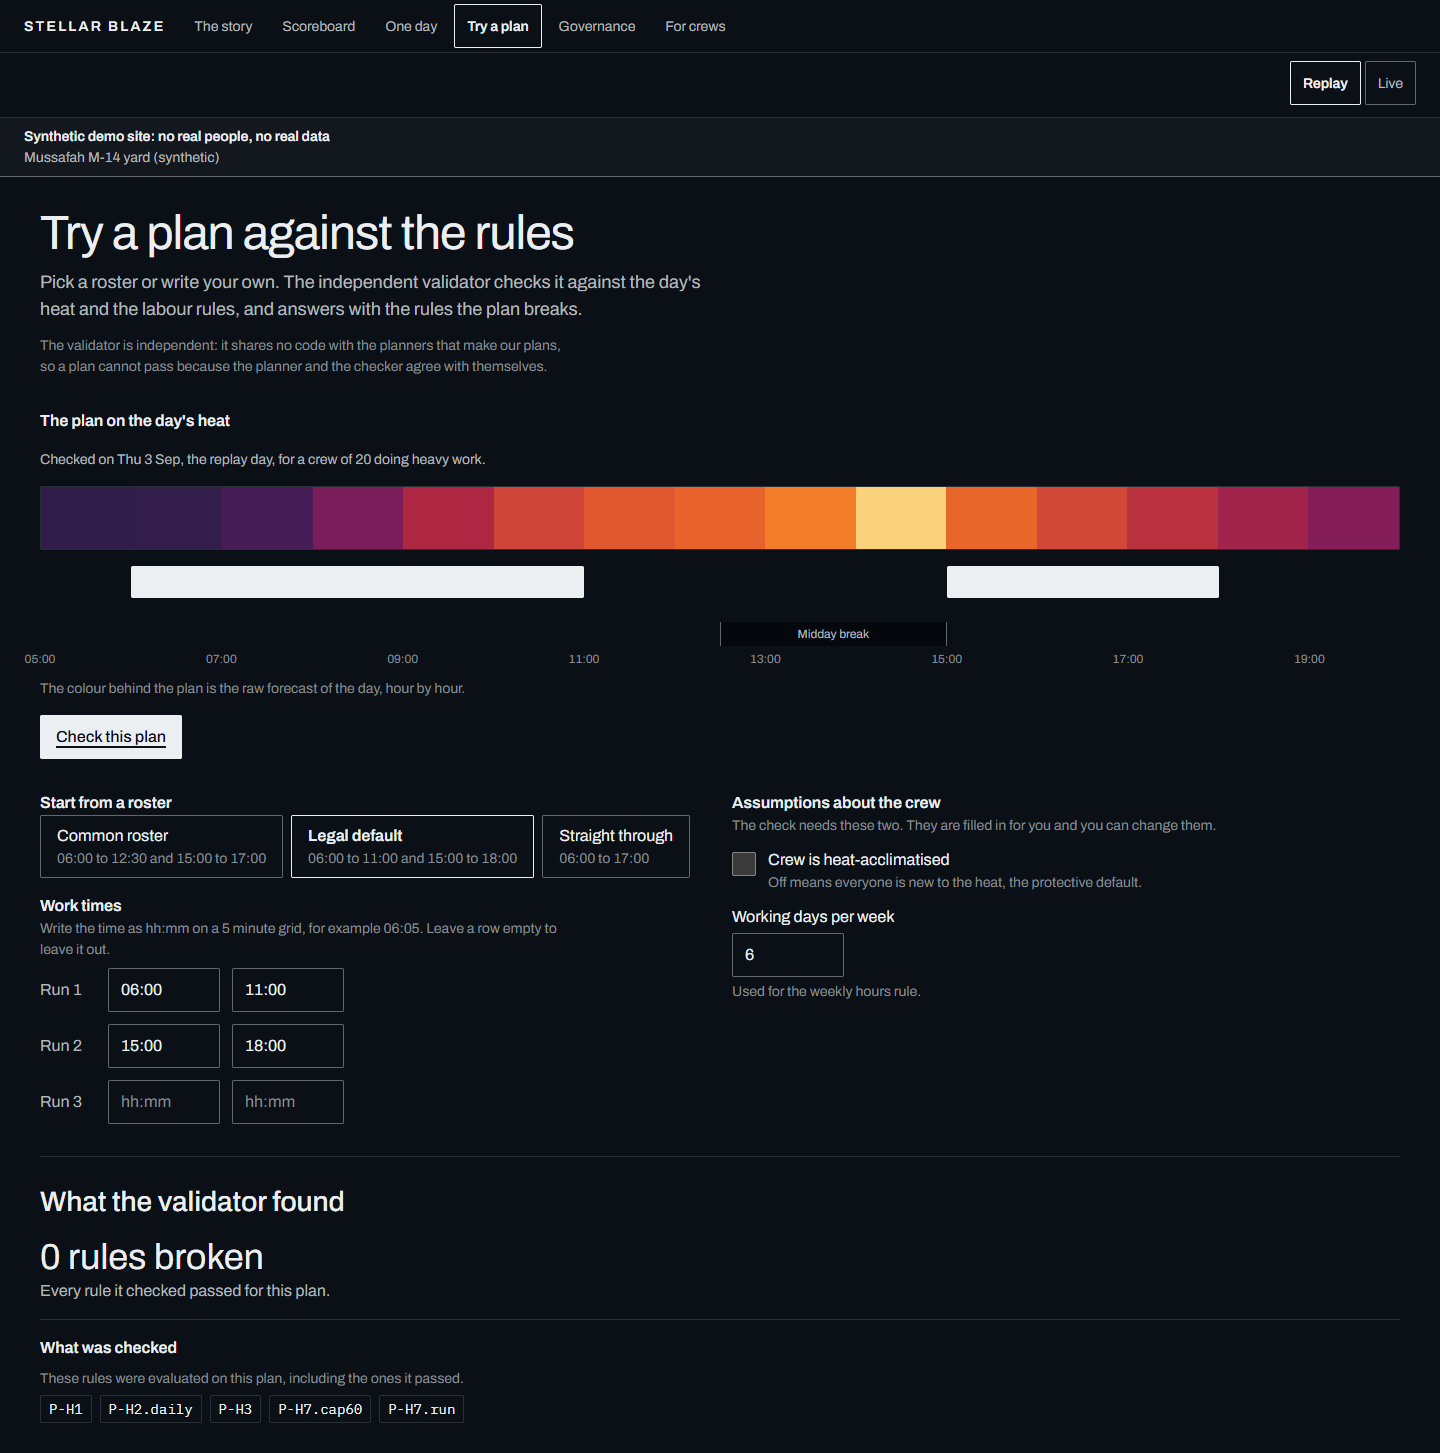 STELLAR BLAZE The story Scoreboard One day Try a plan Governance For crews
Replay Live
Synthetic demo site: no real people, no real data
Mussafah M-14 yard (synthetic)
Try a plan against the rules
Pick a roster or write your own. The independent validator checks it against the day's
heat and the labour rules, and answers with the rules the plan breaks.
The validator is independent: it shares no code with the planners that make our plans,
so a plan cannot pass because the planner and the checker agree with themselves.
The plan on the day's heat
Checked on Thu 3 Sep, the replay day, for a crew of 20 doing heavy work.
Midday break
05:00 07:00 09:00 11:00 13:00 15:00 17:00 19:00
The colour behind the plan is the raw forecast of the day, hour by hour.
Check this plan
Start from a roster
Common roster
06:00 to 12:30 and 15:00 to 17:00
Legal default
06:00 to 11:00 and 15:00 to 18:00
Straight through
06:00 to 17:00
Work times
Write the time as hh:mm on a 5 minute grid, for example 06:05. Leave a row empty to
leave it out.
Run 1 06:00 11:00
Run 2 15:00 18:00
Run 3 hh:mm hh:mm
Assumptions about the crew
The check needs these two. They are filled in for you and you can change them.
Crew is heat-acclimatised
Off means everyone is new to the heat, the protective default.
Working days per week
6
Used for the weekly hours rule.
What the validator found
0 rules broken
Every rule it checked passed for this plan.
What was checked
These rules were evaluated on this plan, including the ones it passed.
P-H1 P-H2.daily P-H3 P-H7.cap60 P-H7.run